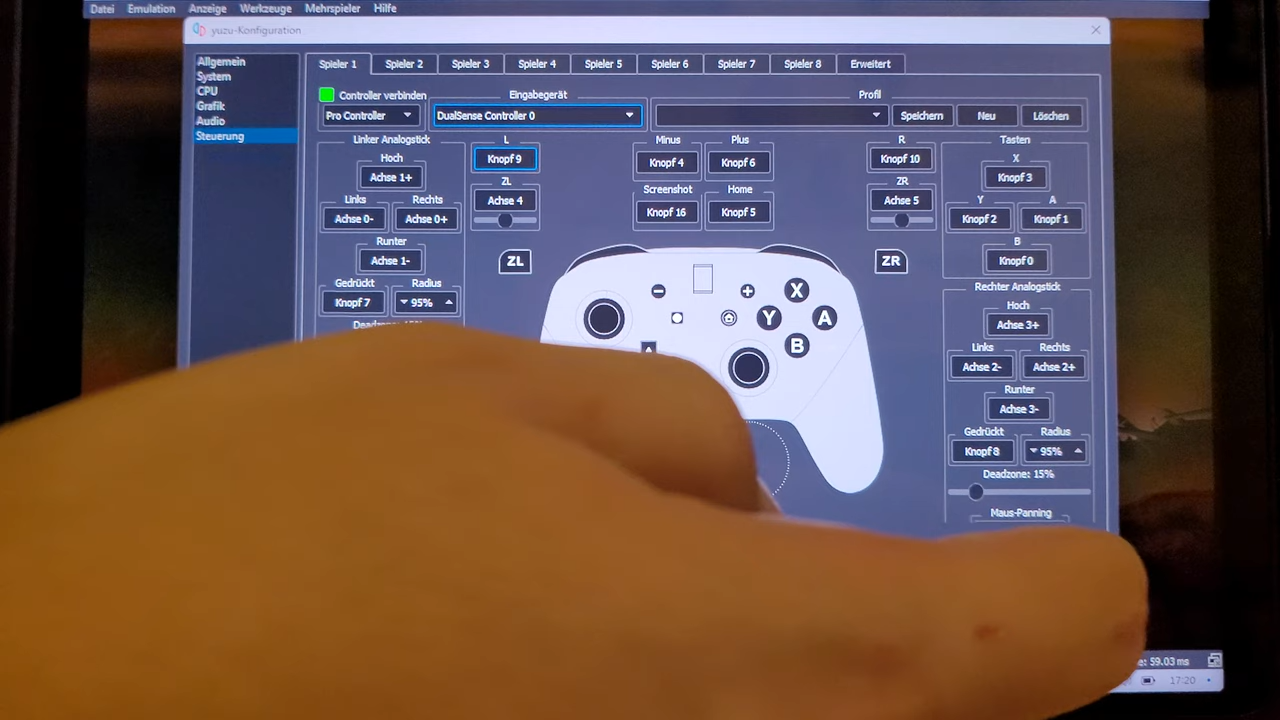 Datei Emulation Anzeige Werkzeuge Mehrspieler Hilfe
yuzu-Konfiguration
Allgemein
System
CPU
Grafik
Audio
Steuerung
Spieler 1 Spieler 2 Spieler 3 Spieler 4 Spieler 5 Spieler 6 Spieler 7 Spieler 8 Erweitert
Controller verbinden Eingabegerät Profil
Pro Controller DualSense Controller 0 Speichern Neu Löschen
Linker Analogstick L Minus Plus R Tasten
Hoch Knopf 9 Knopf 4 Knopf 6 Knopf 10 X
Achse 1+ ZL Screenshot Home ZR Knopf 3
Links Rechts Achse 4 Achse 5 Y A
Achse 0- Achse 0+ Knopf 16 Knopf 5 Knopf 2 Knopf 1
Runter B
Achse 1- ZL ZR Knopf 0
Gedrückt Radius Rechter Analogstick
Knopf 7 95% X Hoch
Y A Achse 3+
B Links Rechts
Achse 2- Achse 2+
Runter
Achse 3-
Gedrückt Radius
Knopf 8 95%
Deadzone: 15%
Maus-Panning
59.03 ms
17:20